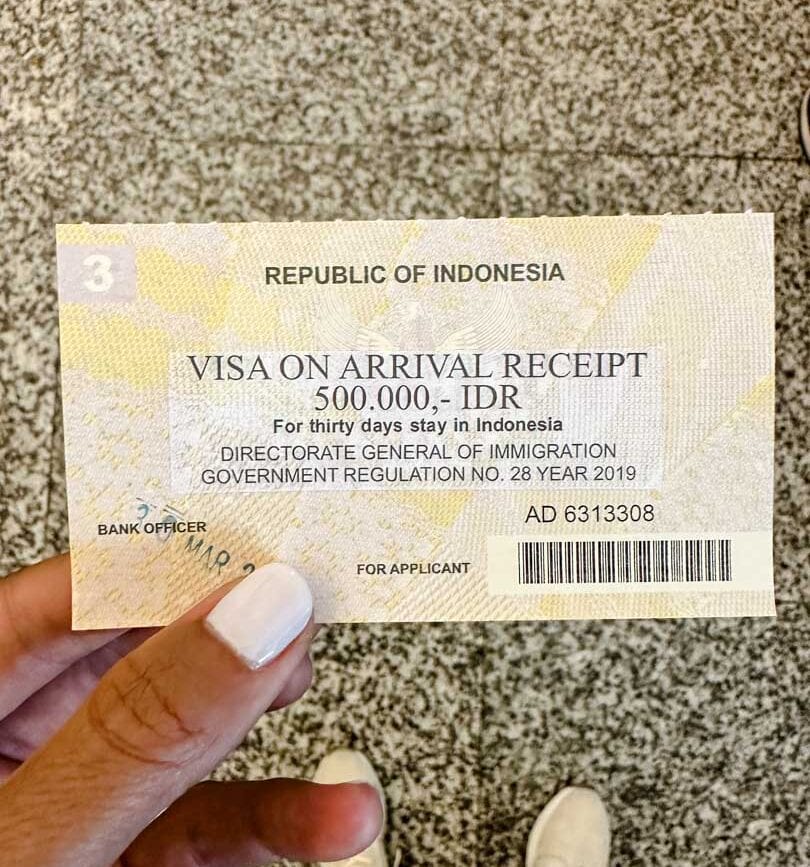 3
REPUBLIC OF INDONESIA
VISA ON ARRIVAL RECEIPT
500.000,- IDR
For thirty days stay in Indonesia
DIRECTORATE GENERAL OF IMMIGRATION
GOVERNMENT REGULATION NO. 28 YEAR 2019
AD 6313308
BANK OFFICER
MAR
FOR APPLICANT